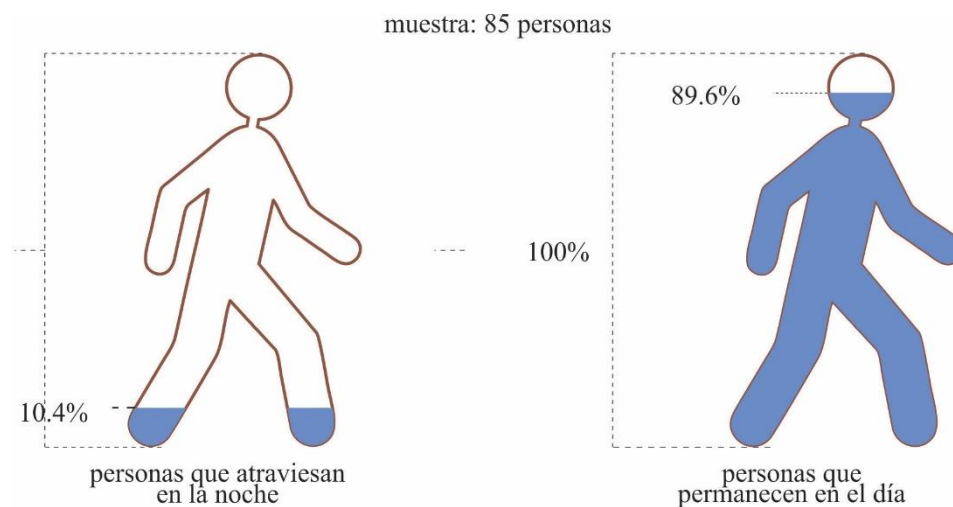 muestra: 85 personas
89.6%
100%
10.4%
personas que atraviesan
en la noche
personas que
permanecen en el día